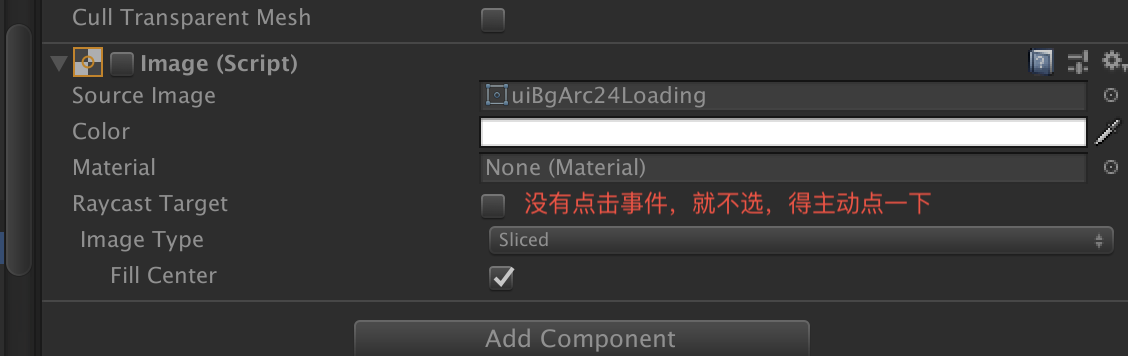 Cull Transparent Mesh
Image (Script)
Source Image uiBgArc24Loading
Color
Material None (Material)
Raycast Target 没有点击事件，就不选，得主动点一下
Image Type Sliced
Fill Center
Add Component